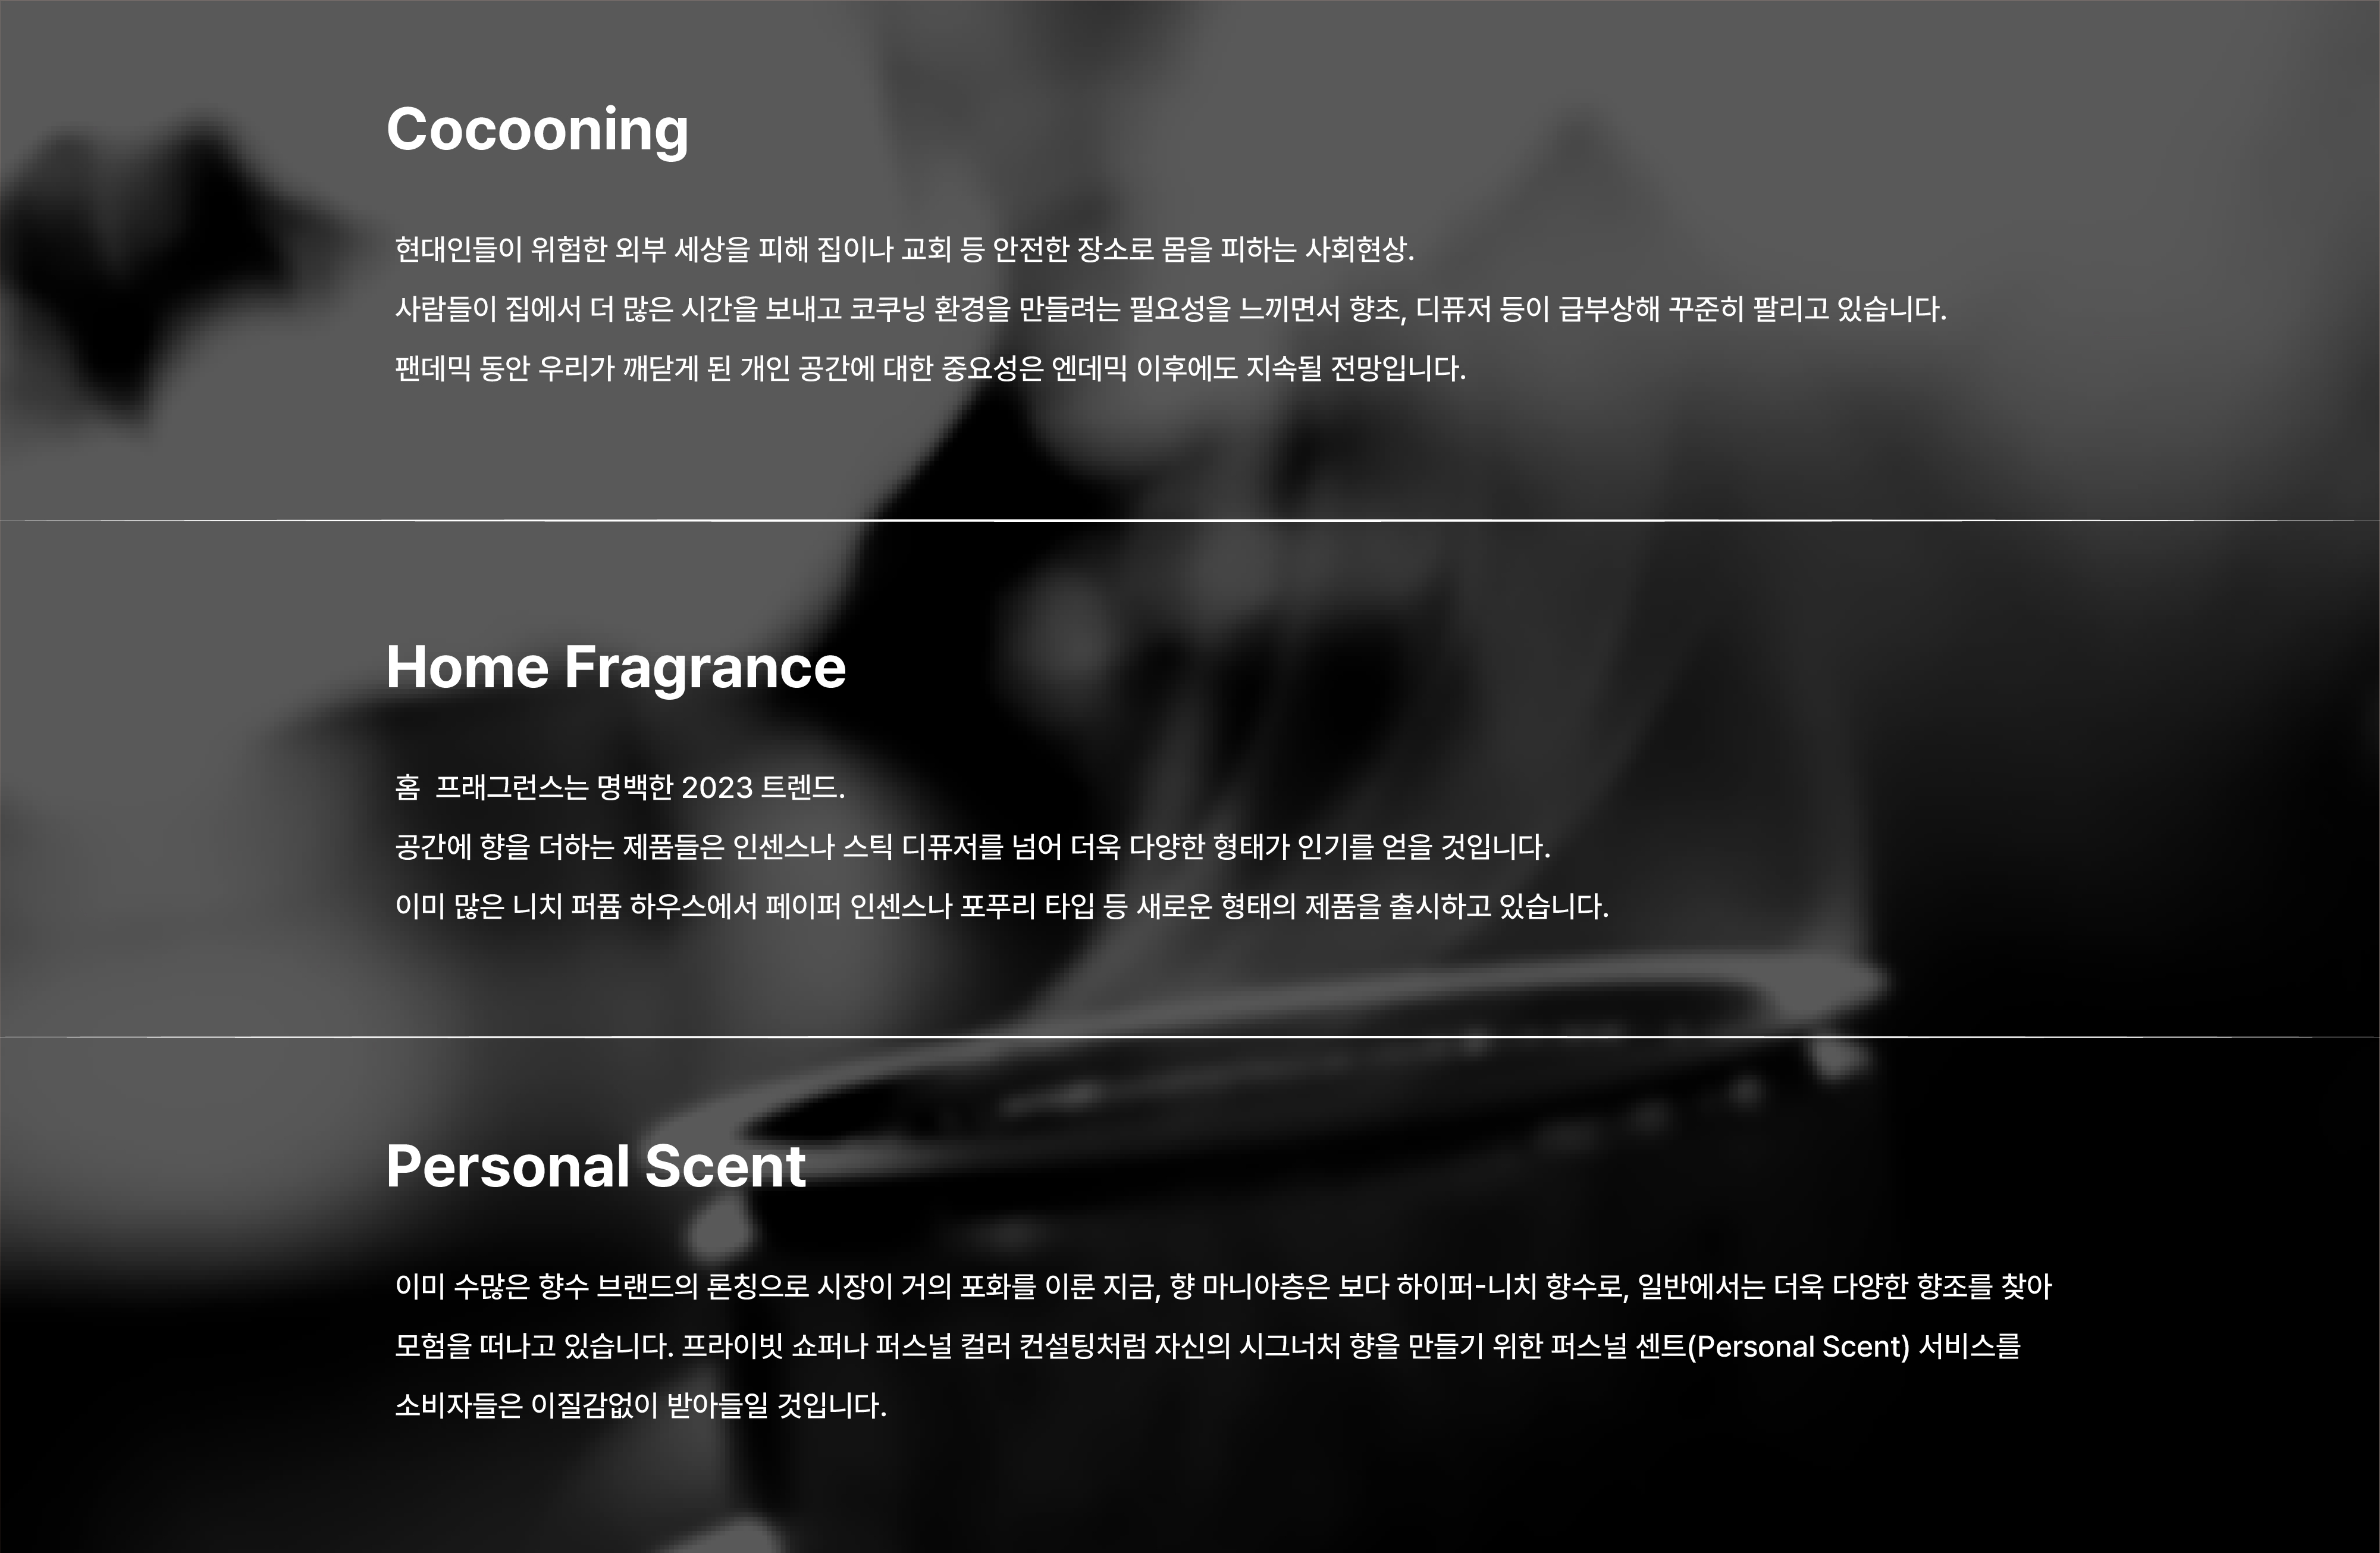 Cocooning
현대인들이 위험한 외부 세상을 피해 집이나 교회 등 안전한 장소로 몸을 피하는 사회현상.
사람들이 집에서 더 많은 시간을 보내고 코쿠닝 환경을 만들려는 필요성을 느끼면서 향초, 디퓨저 등이 급부상해 꾸준히 팔리고 있습니다.
팬데믹 동안 우리가 깨닫게 된 개인 공간에 대한 중요성은 엔데믹 이후에도 지속될 전망입니다.
Home Fragrance
홈  프래그런스는 명백한 2023 트렌드.
공간에 향을 더하는 제품들은 인센스나 스틱 디퓨저를 넘어 더욱 다양한 형태가 인기를 얻을 것입니다.
이미 많은 니치 퍼퓸 하우스에서 페이퍼 인센스나 포푸리 타입 등 새로운 형태의 제품을 출시하고 있습니다.
Personal Scent
이미 수많은 향수 브랜드의 론칭으로 시장이 거의 포화를 이룬 지금, 향 마니아층은 보다 하이퍼-니치 향수로, 일반에서는 더욱 다양한 향조를 찾아
모험을 떠나고 있습니다. 프라이빗 쇼퍼나 퍼스널 컬러 컨설팅처럼 자신의 시그너처 향을 만들기 위한 퍼스널 센트(Personal Scent) 서비스를
소비자들은 이질감없이 받아들일 것입니다.